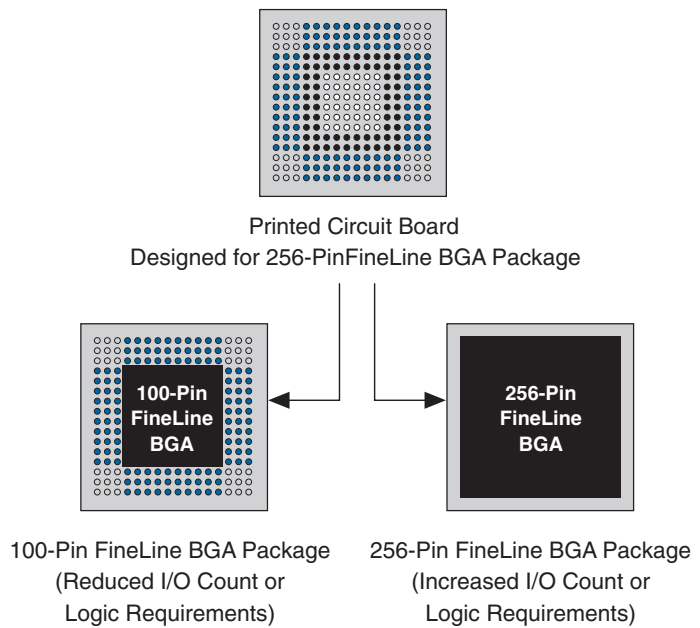 Printed Circuit Board
Designed for 256-PinFineLine BGA Package
100-Pin
FineLine
BGA
256-Pin
FineLine
BGA
100-Pin FineLine BGA Package
(Reduced I/O Count or
Logic Requirements)
256-Pin FineLine BGA Package
(Increased I/O Count or
Logic Requirements)